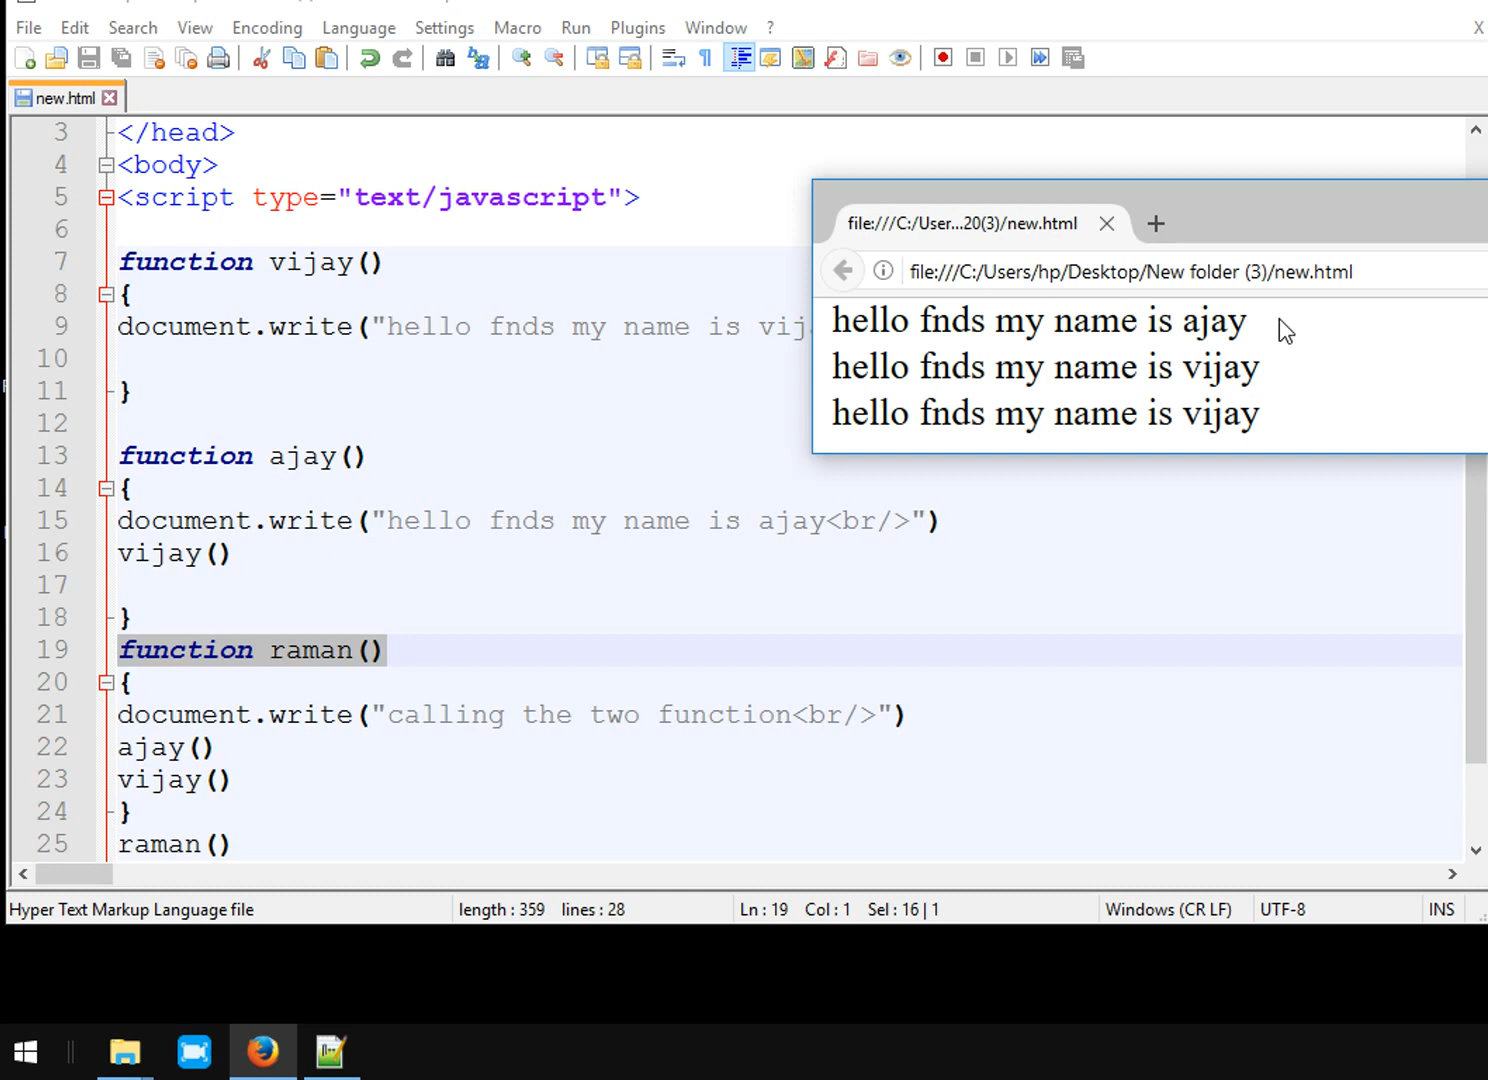 File Edit Search View Encoding Language Settings Macro Run Plugins Window ? X
new.html
3 </head>
4 <body>
5 <script type="text/javascript">
6
7 function vijay()
8 {
9 document.write("hello fnds my name is vij
10
11 }
12
13 function ajay()
14 {
15 document.write("hello fnds my name is ajay<br/>")
16 vijay()
17
18 }
19 function raman()
20 {
21 document.write("calling the two function<br/>")
22 ajay()
23 vijay()
24 }
25 raman()
file:///C:/User...20(3)/new.html
file:///C:/Users/hp/Desktop/New folder (3)/new.html
hello fnds my name is ajay
hello fnds my name is vijay
hello fnds my name is vijay
Hyper Text Markup Language file length : 359 lines : 28 Ln : 19 Col : 1 Sel : 16 | 1 Windows (CR LF) UTF-8 INS